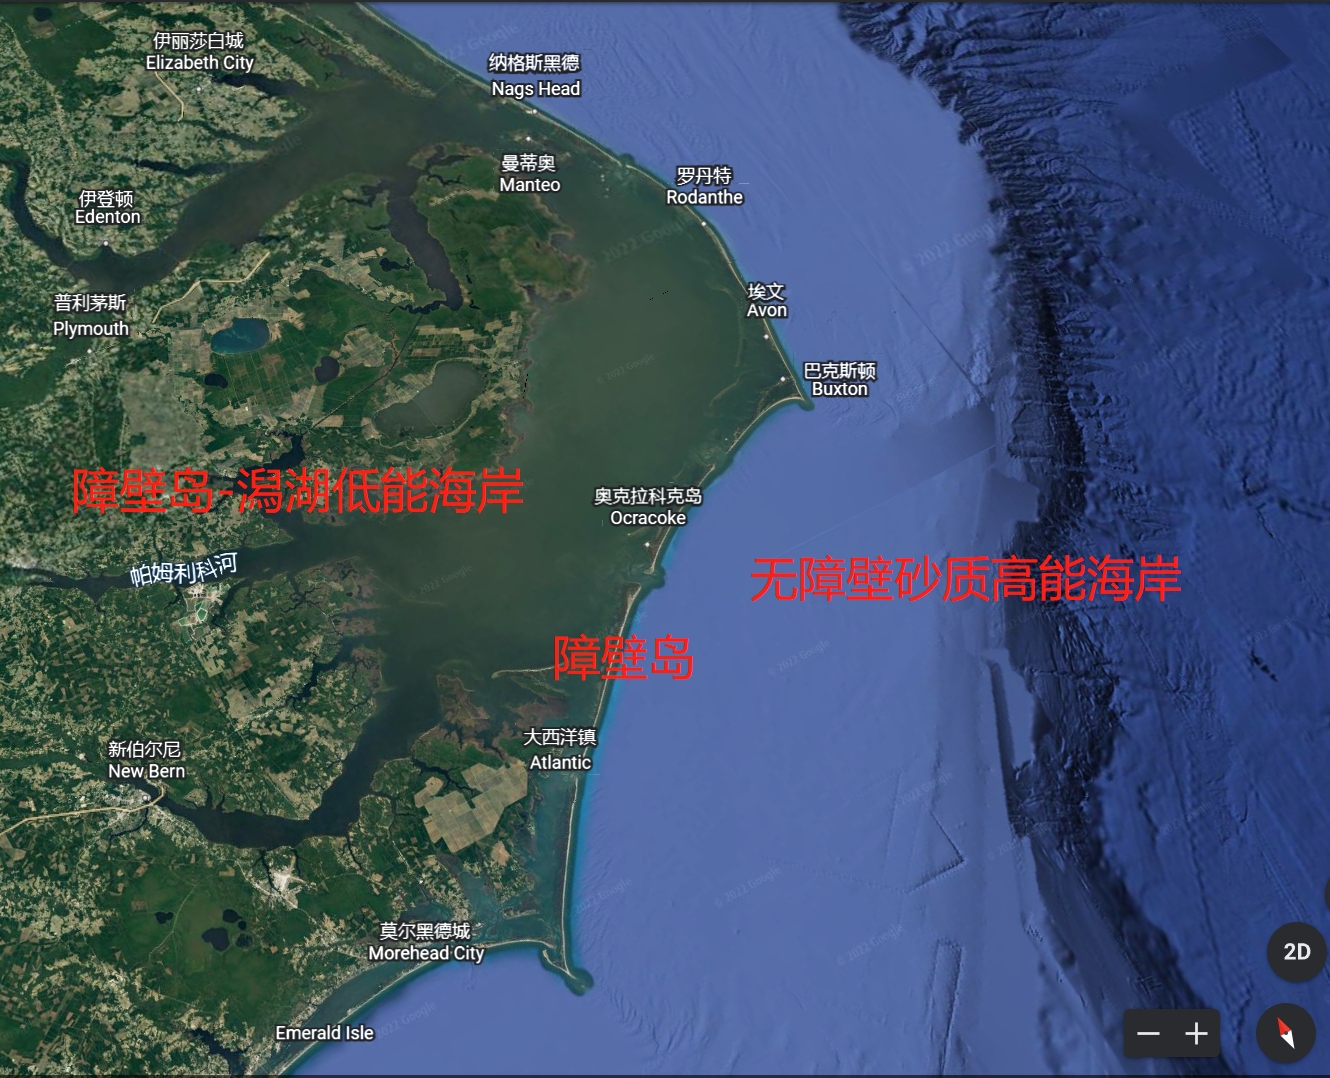 伊丽莎白城
Elizabeth City
纳格斯黑德
Nags Head
曼蒂奥
Manteo
罗丹特
Rodanthe
伊登顿
Edenton
埃文
Avon
普利茅斯
Plymouth
巴克斯顿
Buxton
障壁岛-潟湖低能海岸
奥克拉科克岛
Ocracoke
帕姆利科河
无障壁砂质高能海岸
障壁岛
大西洋镇
Atlantic
新伯尔尼
New Bern
莫尔黑德城
Morehead City
Emerald Isle
2D
© 2022 Google